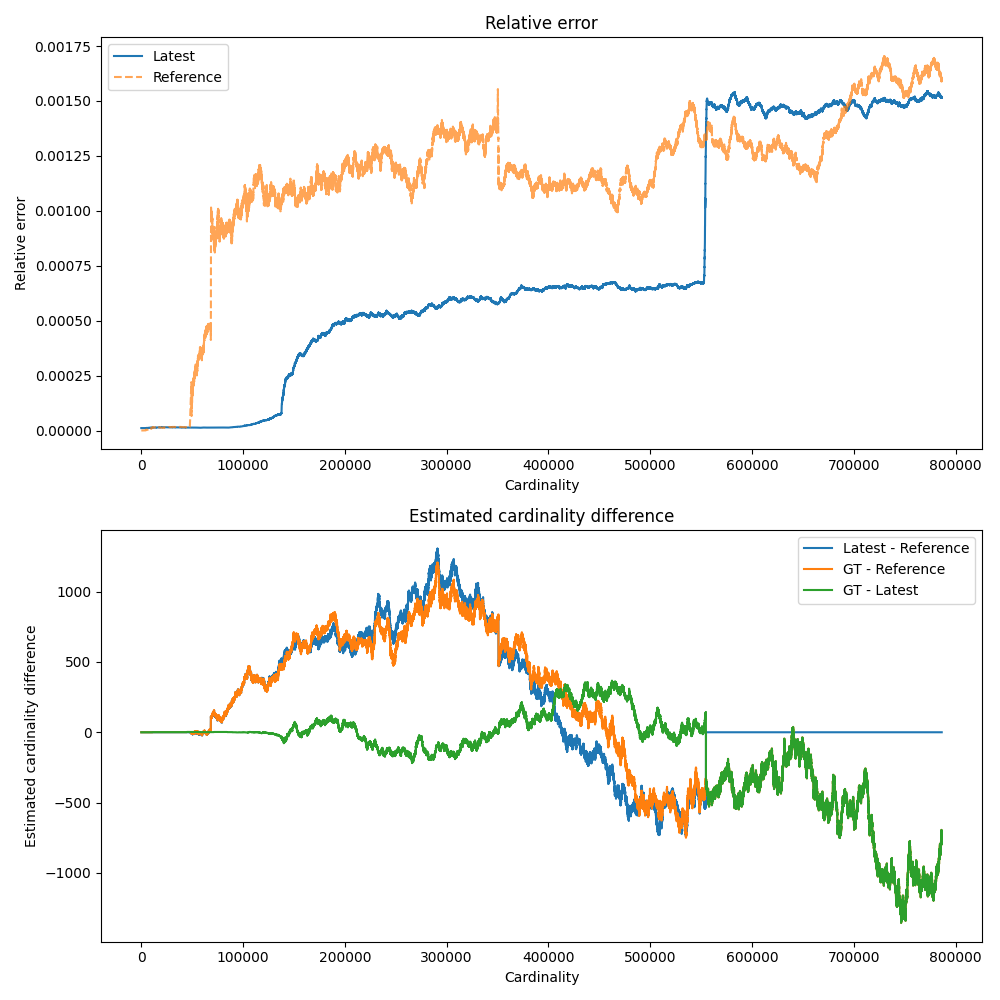 Relative error
0.00175
0.00150
0.00125
0.00100
0.00075
0.00050
0.00025
0.00000
Relative error
Latest
Reference
0 100000 200000 300000 400000 500000 600000 700000 800000
Cardinality
Estimated cardinality difference
1000
500
0
−500
−1000
Estimated cardinality difference
Latest - Reference
GT - Reference
GT - Latest
0 100000 200000 300000 400000 500000 600000 700000 800000
Cardinality